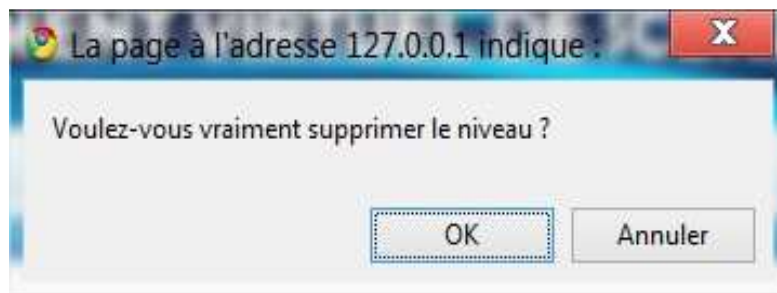 La page à l'adresse 127.0.0.1 indique :
Voulez-vous vraiment supprimer le niveau ?
OK Annuler